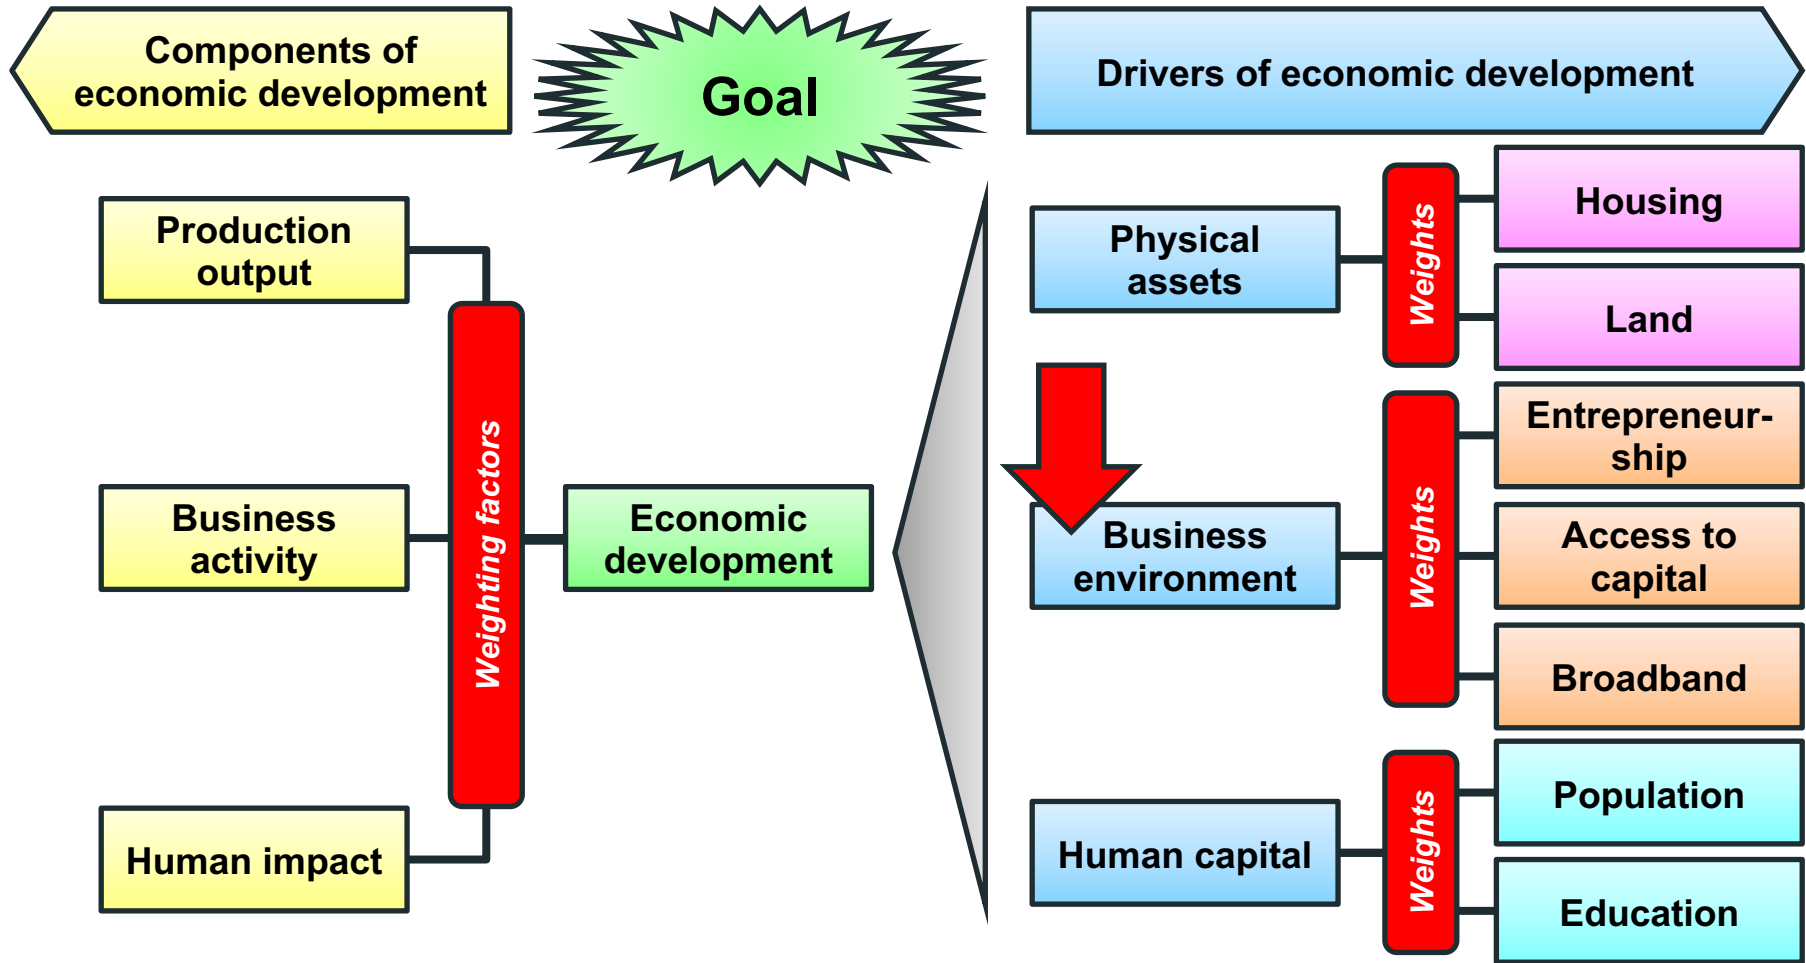 Components of
economic development
Goal
Drivers of economic development
Production
output
Business
activity
Human impact
Weighting factors
Economic
development
Physical
assets
Weights
Housing
Land
Business
environment
Weights
Entrepreneur-
ship
Access to
capital
Broadband
Human capital
Weights
Population
Education